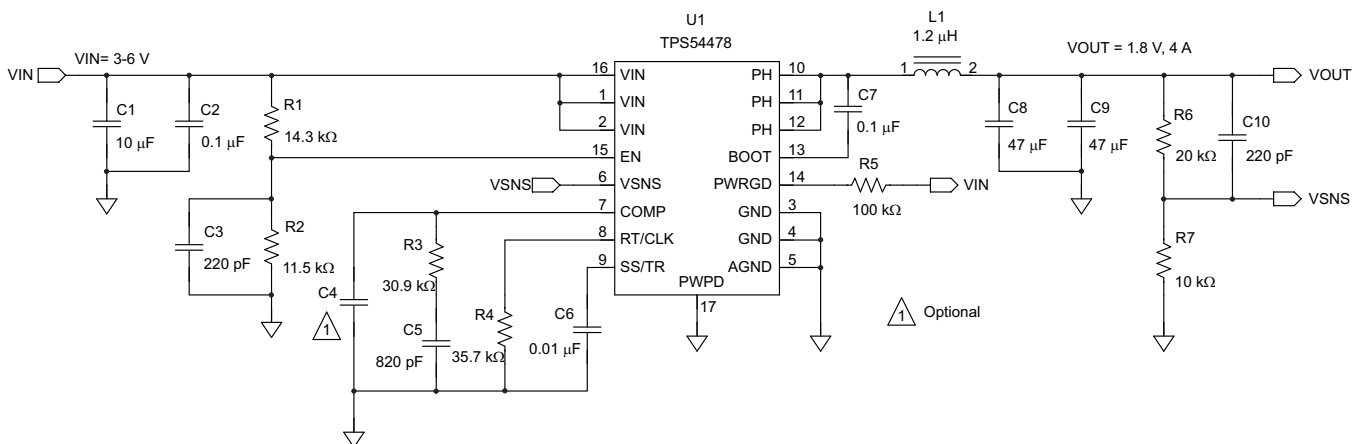 U1
TPS54478
L1
1.2 μH
VIN= 3-6 V
VOUT = 1.8 V, 4 A
VIN
16 VIN
1 VIN
2 VIN
15 EN
6 VSNS
7 COMP
8 RT/CLK
9 SS/TR
PH 10
PH 11
PH 12
BOOT 13
PWRGD 14
GND 3
GND 4
AGND 5
PWPD
17
1 2
VOUT
C1
10 μF
C2
0.1 μF
R1
14.3 kΩ
C7
0.1 μF
C8
47 μF
C9
47 μF
R6
20 kΩ
C10
220 pF
VSNS
R5
100 kΩ
VIN
VSNS
C3
220 pF
R2
11.5 kΩ
C4
1
R3
30.9 kΩ
C5
820 pF
R4
35.7 kΩ
C6
0.01 μF
1 Optional
R7
10 kΩ